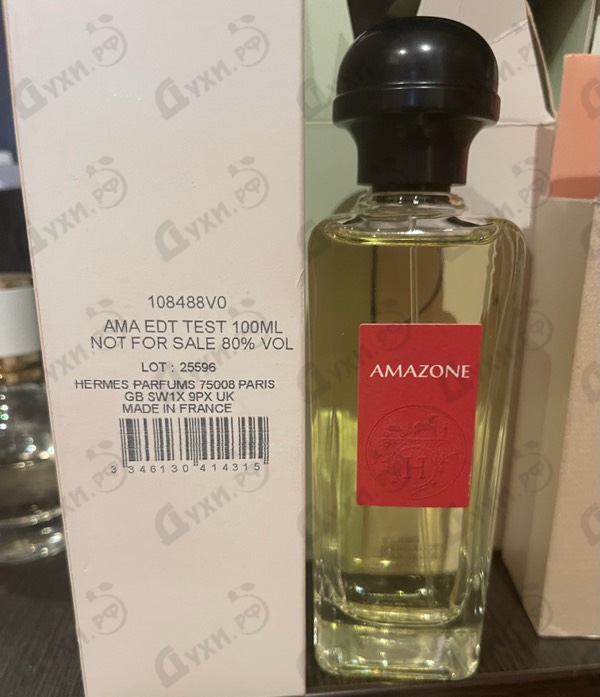 108488V0
AMA EDT TEST 100ML
NOT FOR SALE 80% VOL
LOT : 25596
HERMES PARFUMS 75008 PARIS
GB SW1X 9PX UK
MADE IN FRANCE
3 346130 414315
AMAZONE
H
Духи.РФ